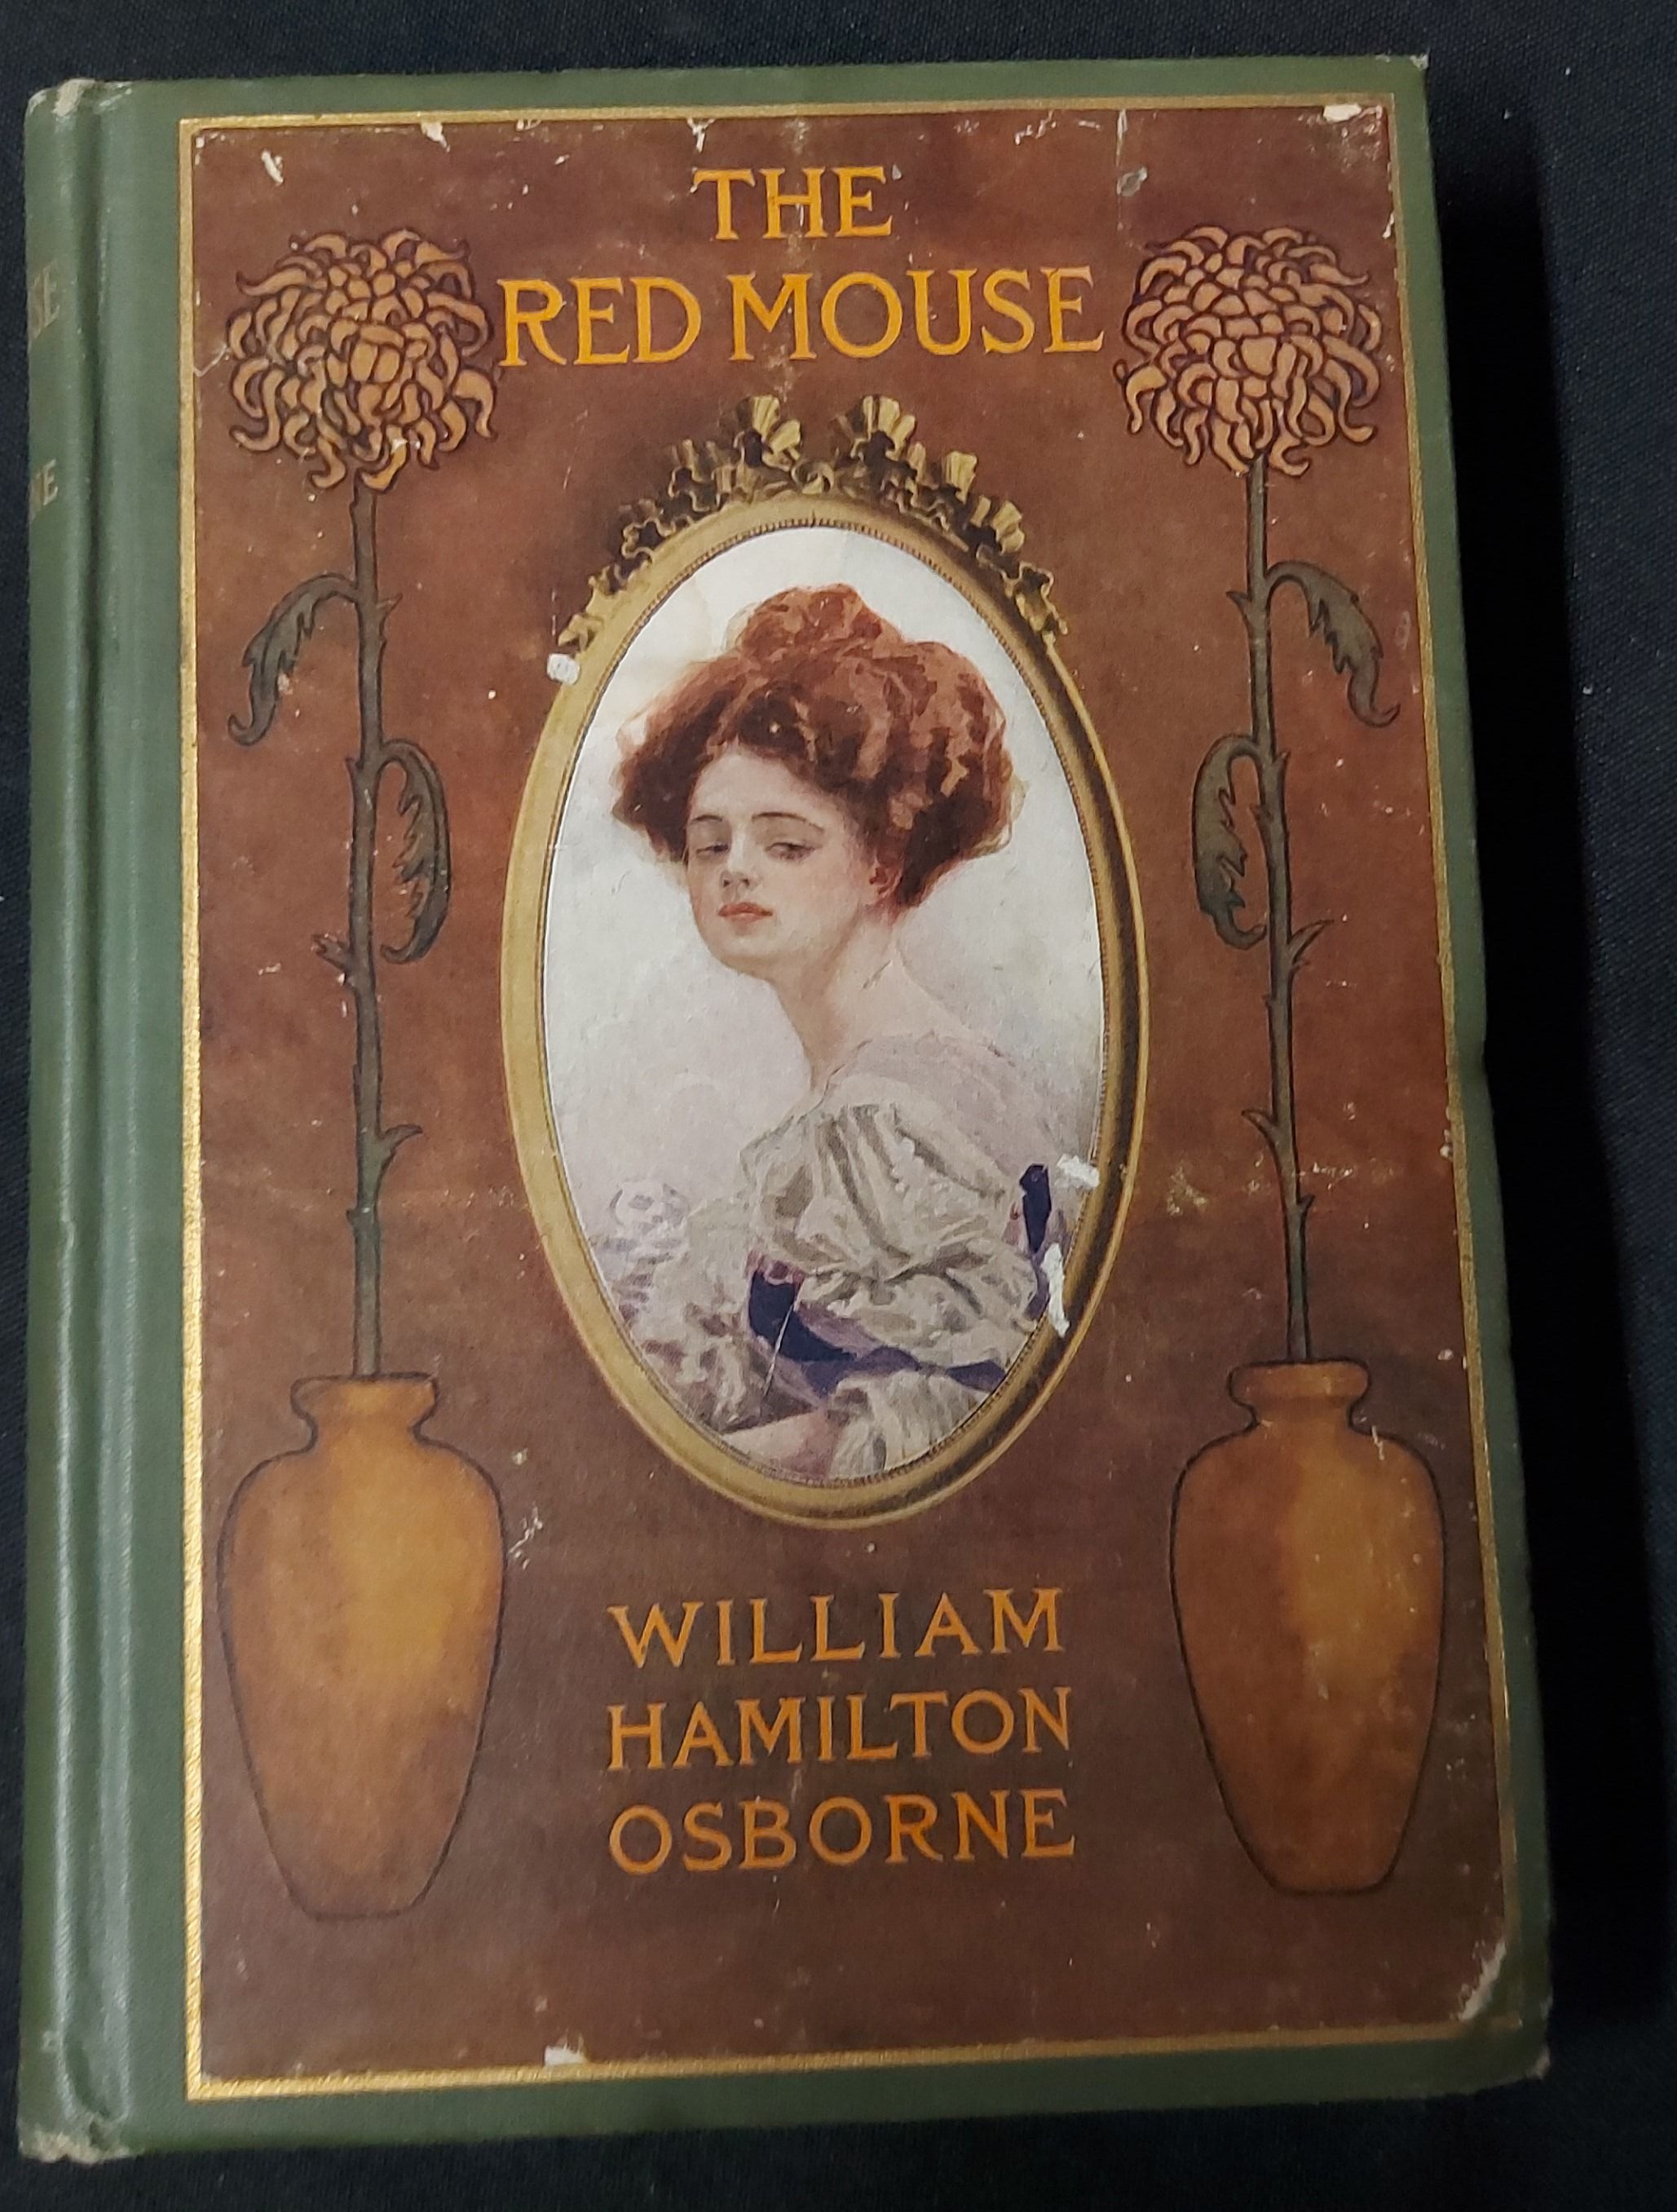 THE
RED MOUSE
WILLIAM
HAMILTON
OSBORNE